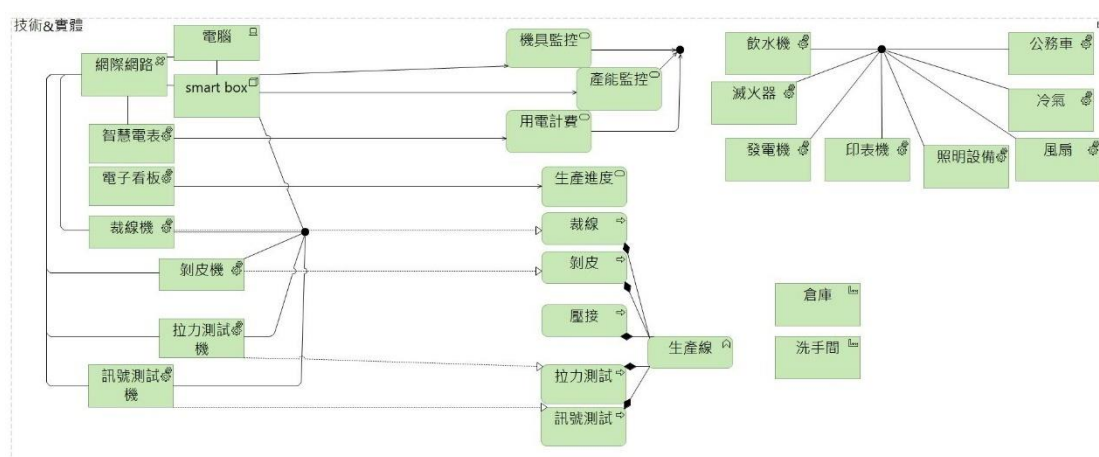 技術&實體
電腦
網際網路
smart box
智慧電表
電子看板
裁線機
剝皮機
拉力測試
機
訊號測試
機
機具監控
產能監控
用電計費
生產進度
裁線
剝皮
壓接
生產線
拉力測試
訊號測試
飲水機
公務車
滅火器
冷氣
發電機
印表機
照明設備
風扇
倉庫
洗手間